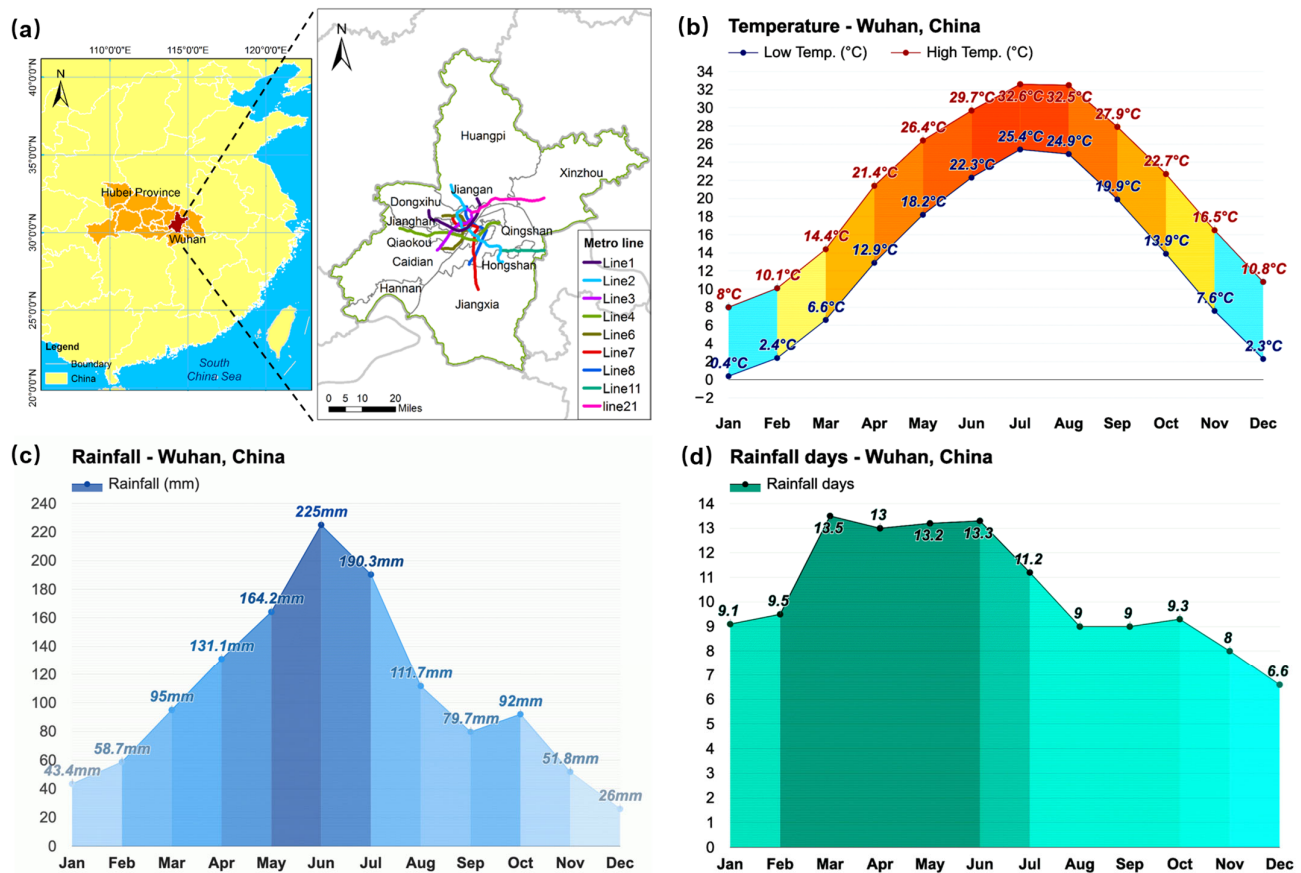 (a)
110°0'0"E 115°0'0"E 120°0'0"E
N
40°0'0"N
35°0'0"N
30°0'0"N
25°0'0"N
20°0'0"N
Hubei Province
Wuhan
Legend
Boundary
China
South
China Sea
N
Huangpi
Xinzhou
Jiangan
Dongxihu
Jianghan
Qingshan
Qiaokou
Caidian
Hongshan
Hannan
Jiangxia
Metro line
Line1
Line2
Line3
Line4
Line6
Line7
Line8
Line11
line21
0 5 10 20
Miles
(b) Temperature - Wuhan, China
Low Temp. (°C) High Temp. (°C)
34
32
30
28
26
24
22
20
18
16
14
12
10
8
6
4
2
0
−2
8°C 10.1°C 14.4°C 21.4°C 26.4°C 29.7°C 32.6°C 32.5°C 27.9°C 22.7°C 16.5°C 10.8°C
0.4°C 2.4°C 6.6°C 12.9°C 18.2°C 22.3°C 25.4°C 24.9°C 19.9°C 13.9°C 7.6°C 2.3°C
Jan Feb Mar Apr May Jun Jul Aug Sep Oct Nov Dec
(c) Rainfall - Wuhan, China
Rainfall (mm)
240
220
200
180
160
140
120
100
80
60
40
20
0
43.4mm 58.7mm 95mm 131.1mm 164.2mm 225mm 190.3mm 111.7mm 79.7mm 92mm 51.8mm 26mm
Jan Feb Mar Apr May Jun Jul Aug Sep Oct Nov Dec
(d) Rainfall days - Wuhan, China
Rainfall days
14
13
12
11
10
9
8
7
6
5
4
3
2
1
0
9.1 9.5 13.5 13 13.2 13.3 11.2 9 9 9.3 8 6.6
Jan Feb Mar Apr May Jun Jul Aug Sep Oct Nov Dec